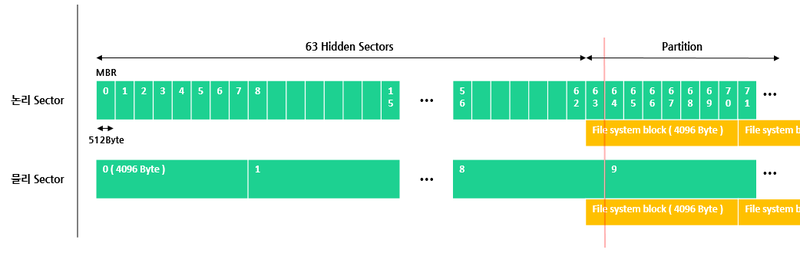 63 Hidden Sectors Partition
MBR
논리 Sector 0 1 2 3 4 5 6 7 8 15 ... 56 62 63 64 65 66 67 68 69 70 71 ...
512Byte
File system block ( 4096 Byte ) File system b
물리 Sector 0 ( 4096 Byte ) 1 ... 8 9 ...
File system block ( 4096 Byte ) File system b